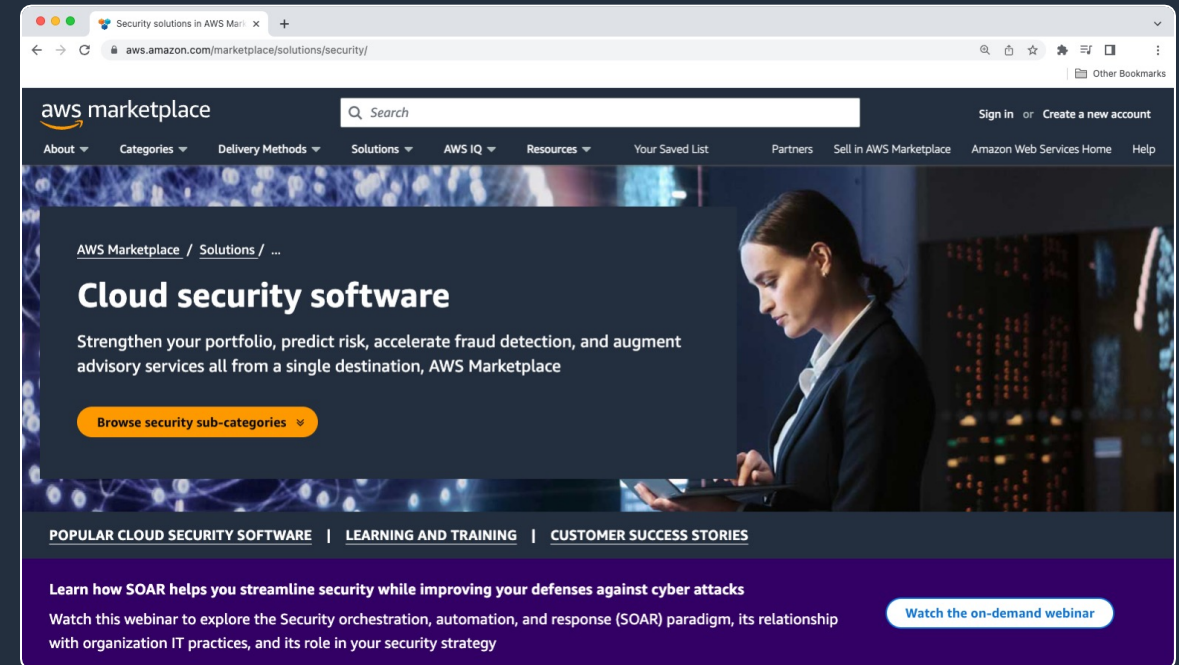 Security solutions in AWS Mark
aws.amazon.com/marketplace/solutions/security/
Other Bookmarks
aws marketplace
Search
Sign in or Create a new account
About Categories Delivery Methods Solutions AWS IQ Resources Your Saved List Partners Sell in AWS Marketplace Amazon Web Services Home Help
AWS Marketplace / Solutions / ...
Cloud security software
Strengthen your portfolio, predict risk, accelerate fraud detection, and augment
advisory services all from a single destination, AWS Marketplace
Browse security sub-categories
POPULAR CLOUD SECURITY SOFTWARE | LEARNING AND TRAINING | CUSTOMER SUCCESS STORIES
Learn how SOAR helps you streamline security while improving your defenses against cyber attacks
Watch this webinar to explore the Security orchestration, automation, and response (SOAR) paradigm, its relationship
with organization IT practices, and its role in your security strategy
Watch the on-demand webinar